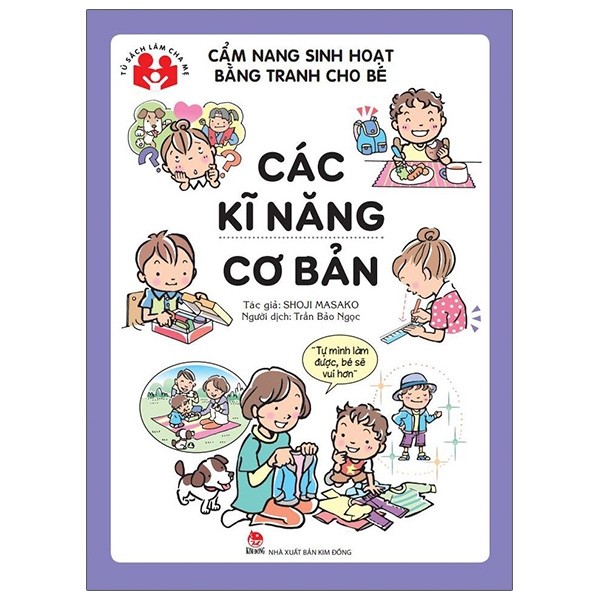 TỦ SÁCH LÀM CHA MẸ
CẨM NANG SINH HOẠT
BẰNG TRANH CHO BÉ
CÁC
KĨ NĂNG
CƠ BẢN
Tác giả: SHOJI MASAKO
Người dịch: Trần Bảo Ngọc
"Tự mình làm
được, bé sẽ
vui hơn"
KIM ĐỒNG
NHÀ XUẤT BẢN KIM ĐỒNG